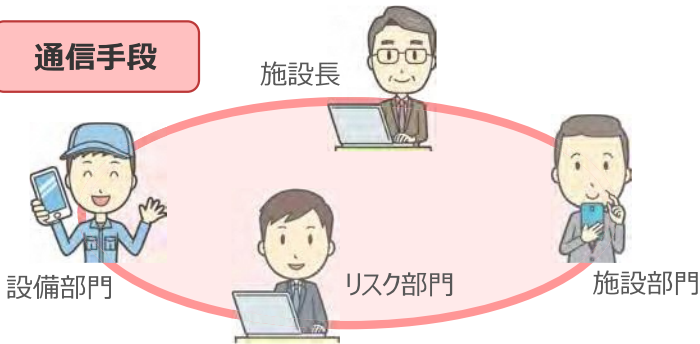 通信手段
施設長
設備部門
リスク部門
施設部門